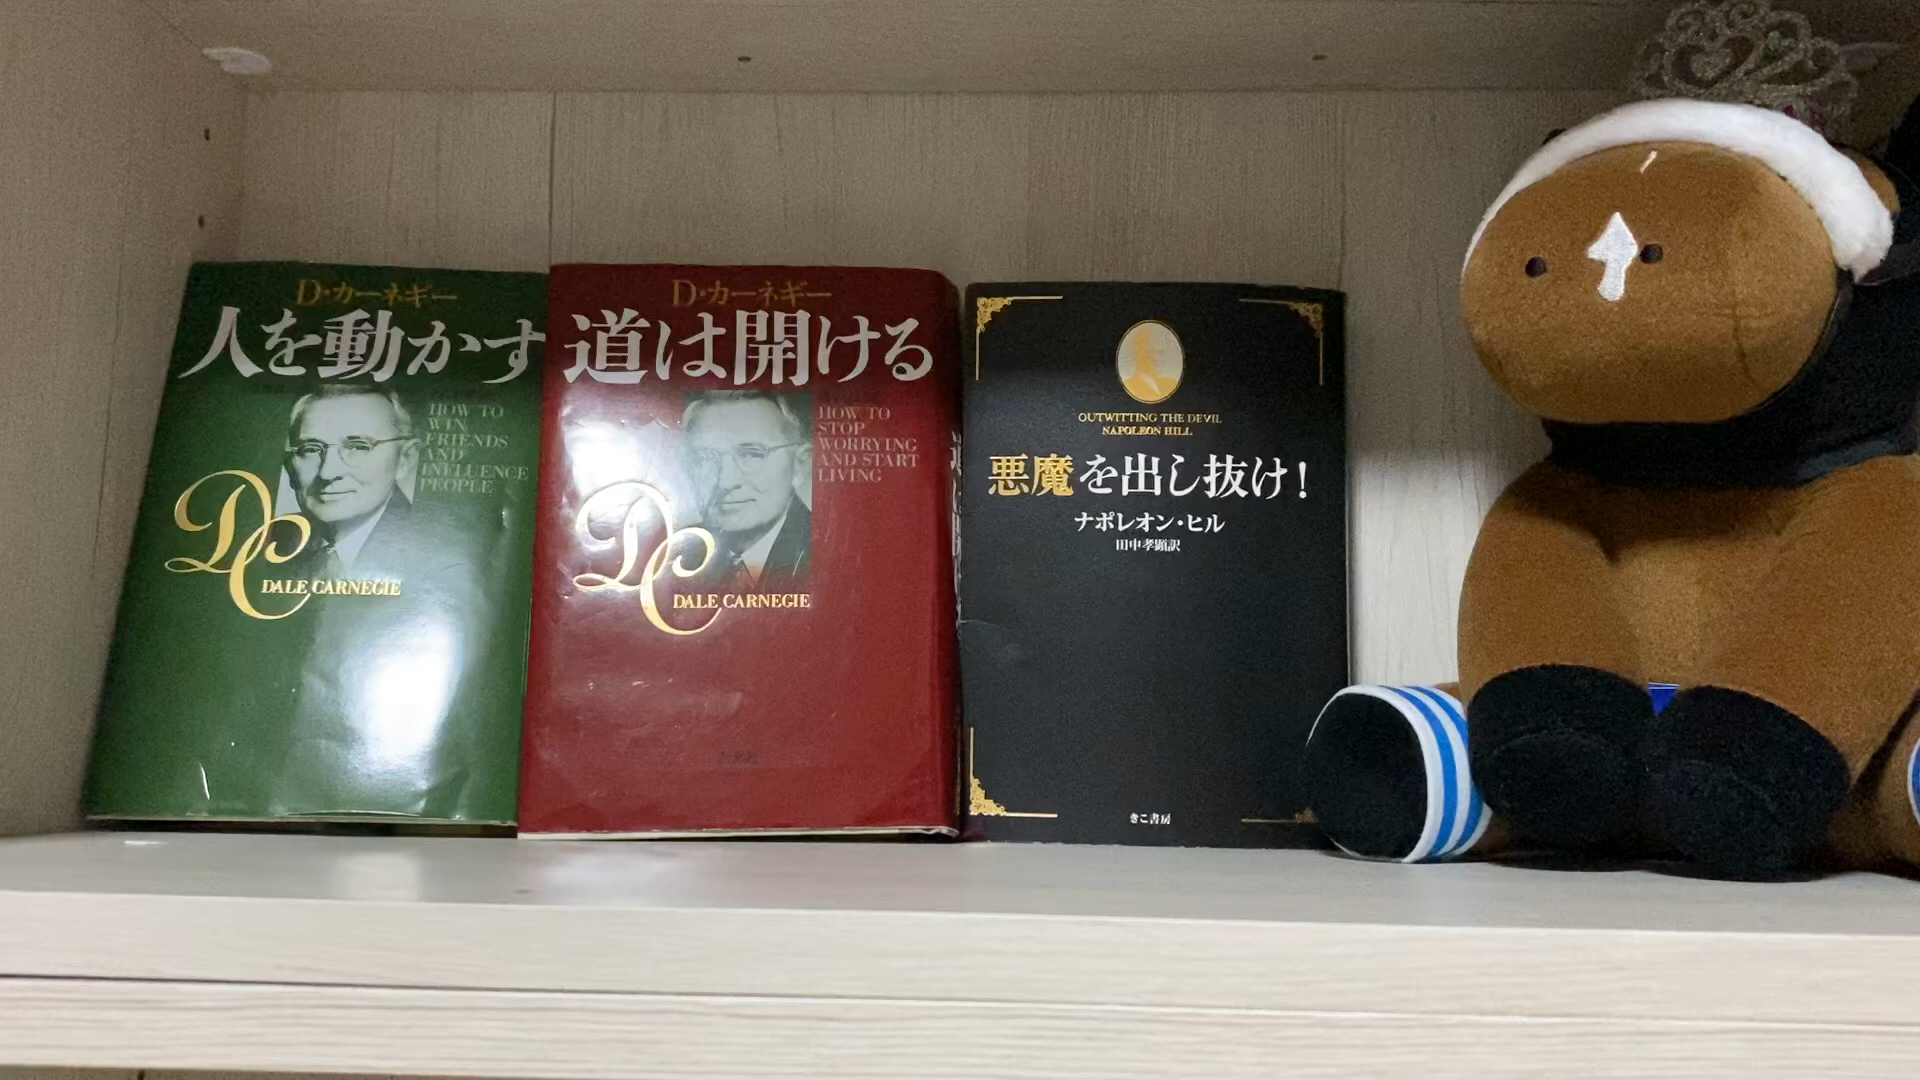 D・カーネギー
人を動かす
HOW TO
WIN
FRIENDS
AND
INFLUENCE
PEOPLE
DC
DALE CARNEGIE
D・カーネギー
道は開ける
HOW TO
STOP
WORRYING
AND START
LIVING
DC
DALE CARNEGIE
OUTWITTING THE DEVIL
NAPOLEON HILL
悪魔を出し抜け!
ナポレオン・ヒル
田中孝顕訳
きこ書房